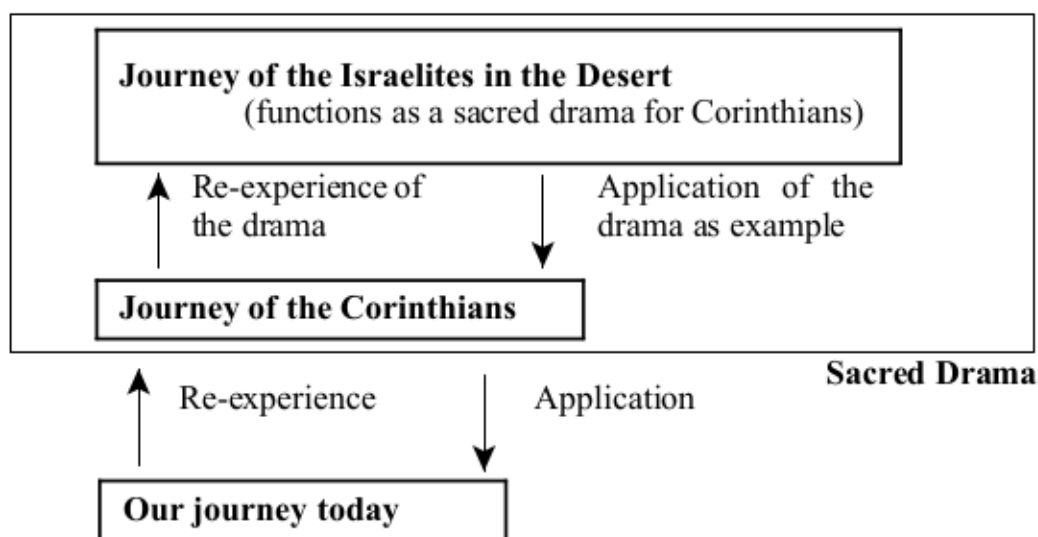 Journey of the Israelites in the Desert
(functions as a sacred drama for Corinthians)
Re-experience of
the drama
Application of the
drama as example
Journey of the Corinthians
Sacred Drama
Re-experience
Application
Our journey today